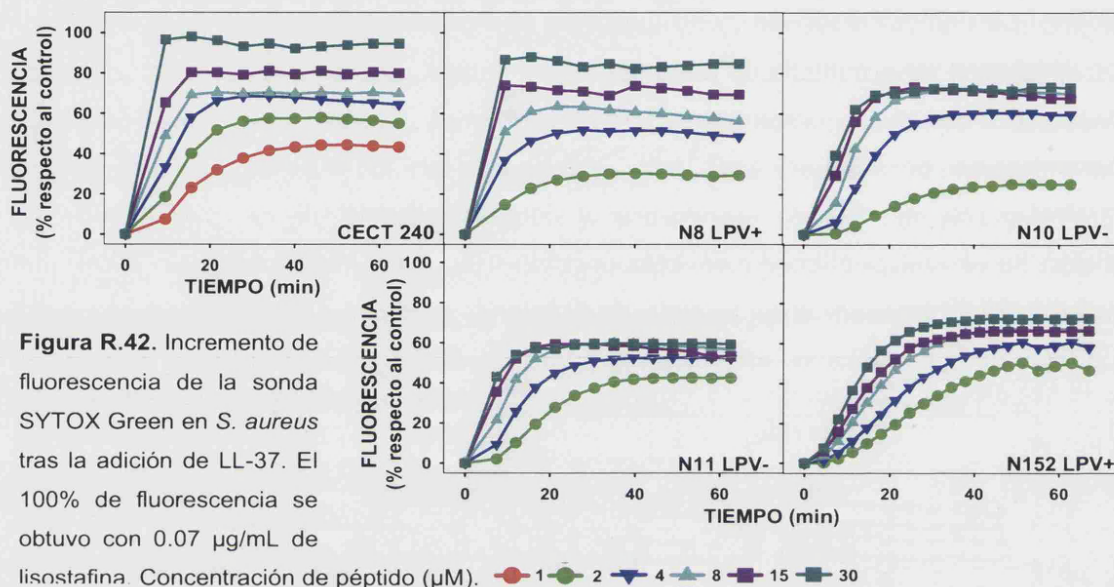 FLUORESCENCIA
(% respecto al control)
100
80
60
40
20
0
CECT 240
N8 LPV+
N10 LPV-
0
20
40
60
TIEMPO (min)
FLUORESCENCIA
(% respecto al control)
100
80
60
40
20
0
N11 LPV-
N152 LPV+
0
20
40
60
0
20
40
60
TIEMPO (min)
Figura R.42. Incremento de
fluorescencia de la sonda
SYTOX Green en S. aureus
tras la adición de LL-37. El
100% de fluorescencia se
obtuvo con 0.07 µg/mL de
lisostafina. Concentración de péptido (µM). 1 2 4 8 15 30